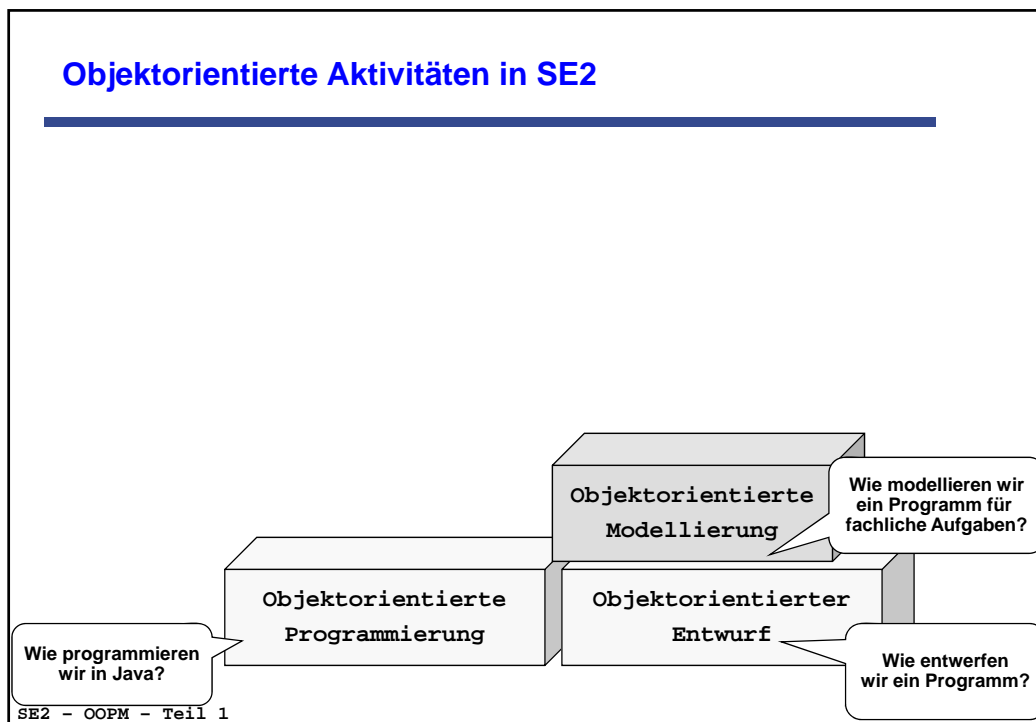 Objektorientierte Aktivitäten in SE2
Objektorientierte
Modellierung
Wie modellieren wir
ein Programm für
fachliche Aufgaben?
Objektorientierte
Programmierung
Objektorientierter
Entwurf
Wie programmieren
wir in Java?
Wie entwerfen
wir ein Programm?
SE2 – OOPM – Teil 1